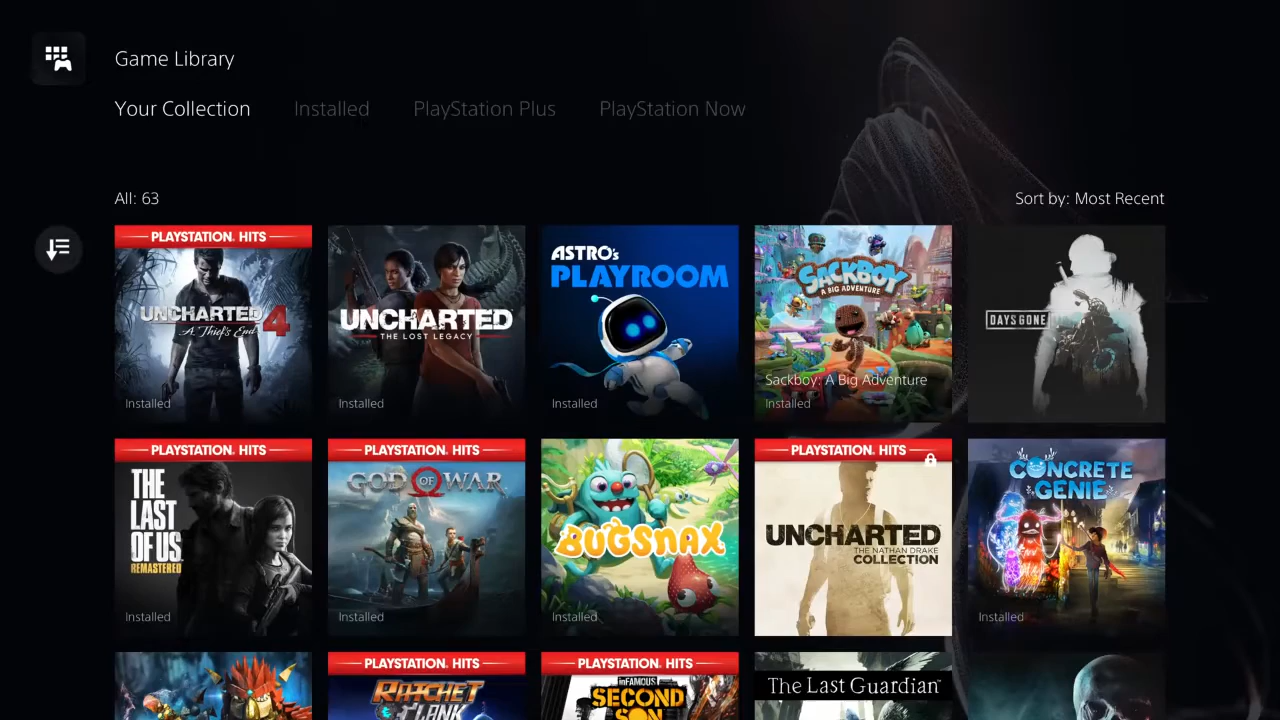 Game Library
Your Collection Installed PlayStation Plus PlayStation Now
All: 63 Sort by: Most Recent
PLAYSTATION HITS
UNCHARTED 4
A Thief's End
Installed
UNCHARTED
THE LOST LEGACY
Installed
ASTRO's
PLAYROOM
Installed
SACKBOY
A BIG ADVENTURE
Sackboy: A Big Adventure
Installed
DAYS GONE
PLAYSTATION HITS
THE
LAST
OF US
REMASTERED
Installed
PLAYSTATION HITS
GOD OF WAR
Installed
BUGSNAX
Installed
PLAYSTATION HITS
UNCHARTED
THE NATHAN DRAKE
COLLECTION
CONCRETE
GENIE
Installed
PLAYSTATION HITS
RATCHET
CLANK
PLAYSTATION HITS
inFAMOUS
SECOND
SON
The Last Guardian